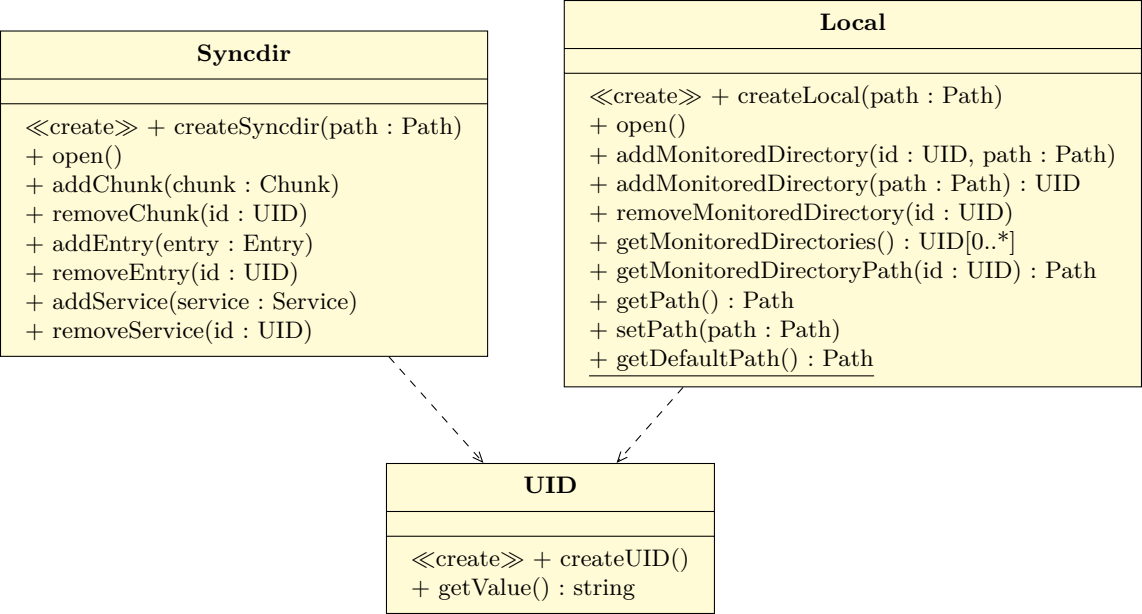 Syncdir
≪create≫ + createSyncdir(path : Path)
+ open()
+ addChunk(chunk : Chunk)
+ removeChunk(id : UID)
+ addEntry(entry : Entry)
+ removeEntry(id : UID)
+ addService(service : Service)
+ removeService(id : UID)
Local
≪create≫ + createLocal(path : Path)
+ open()
+ addMonitoredDirectory(id : UID, path : Path)
+ addMonitoredDirectory(path : Path) : UID
+ removeMonitoredDirectory(id : UID)
+ getMonitoredDirectories() : UID[0..*]
+ getMonitoredDirectoryPath(id : UID) : Path
+ getPath() : Path
+ setPath(path : Path)
+ getDefaultPath() : Path
UID
≪create≫ + createUID()
+ getValue() : string